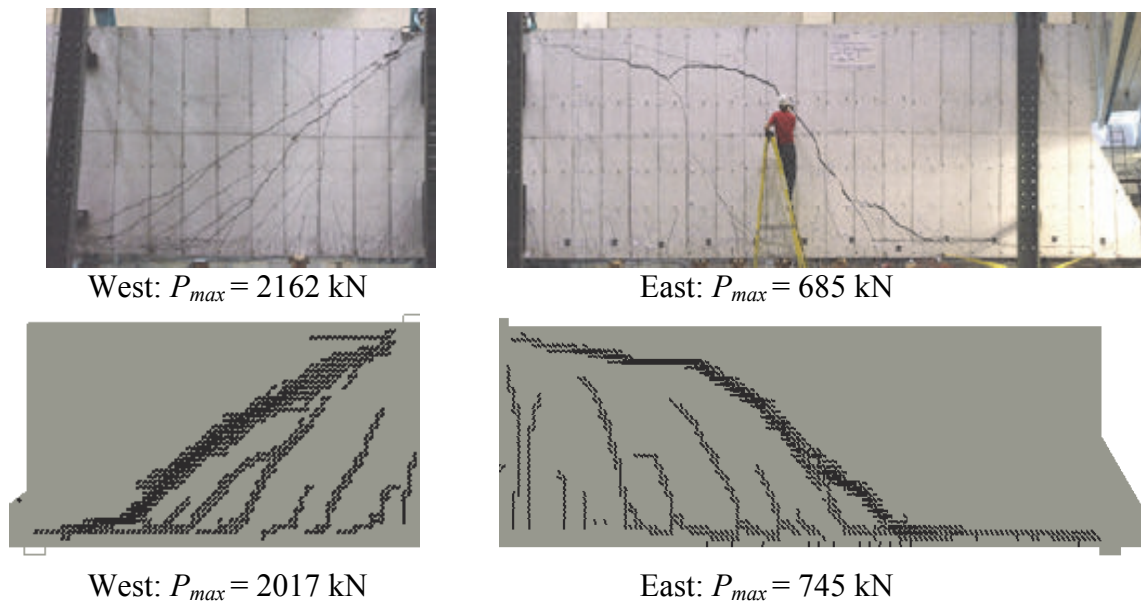 West: Pmax = 2162 kN
East: Pmax = 685 kN
West: Pmax = 2017 kN
East: Pmax = 745 kN